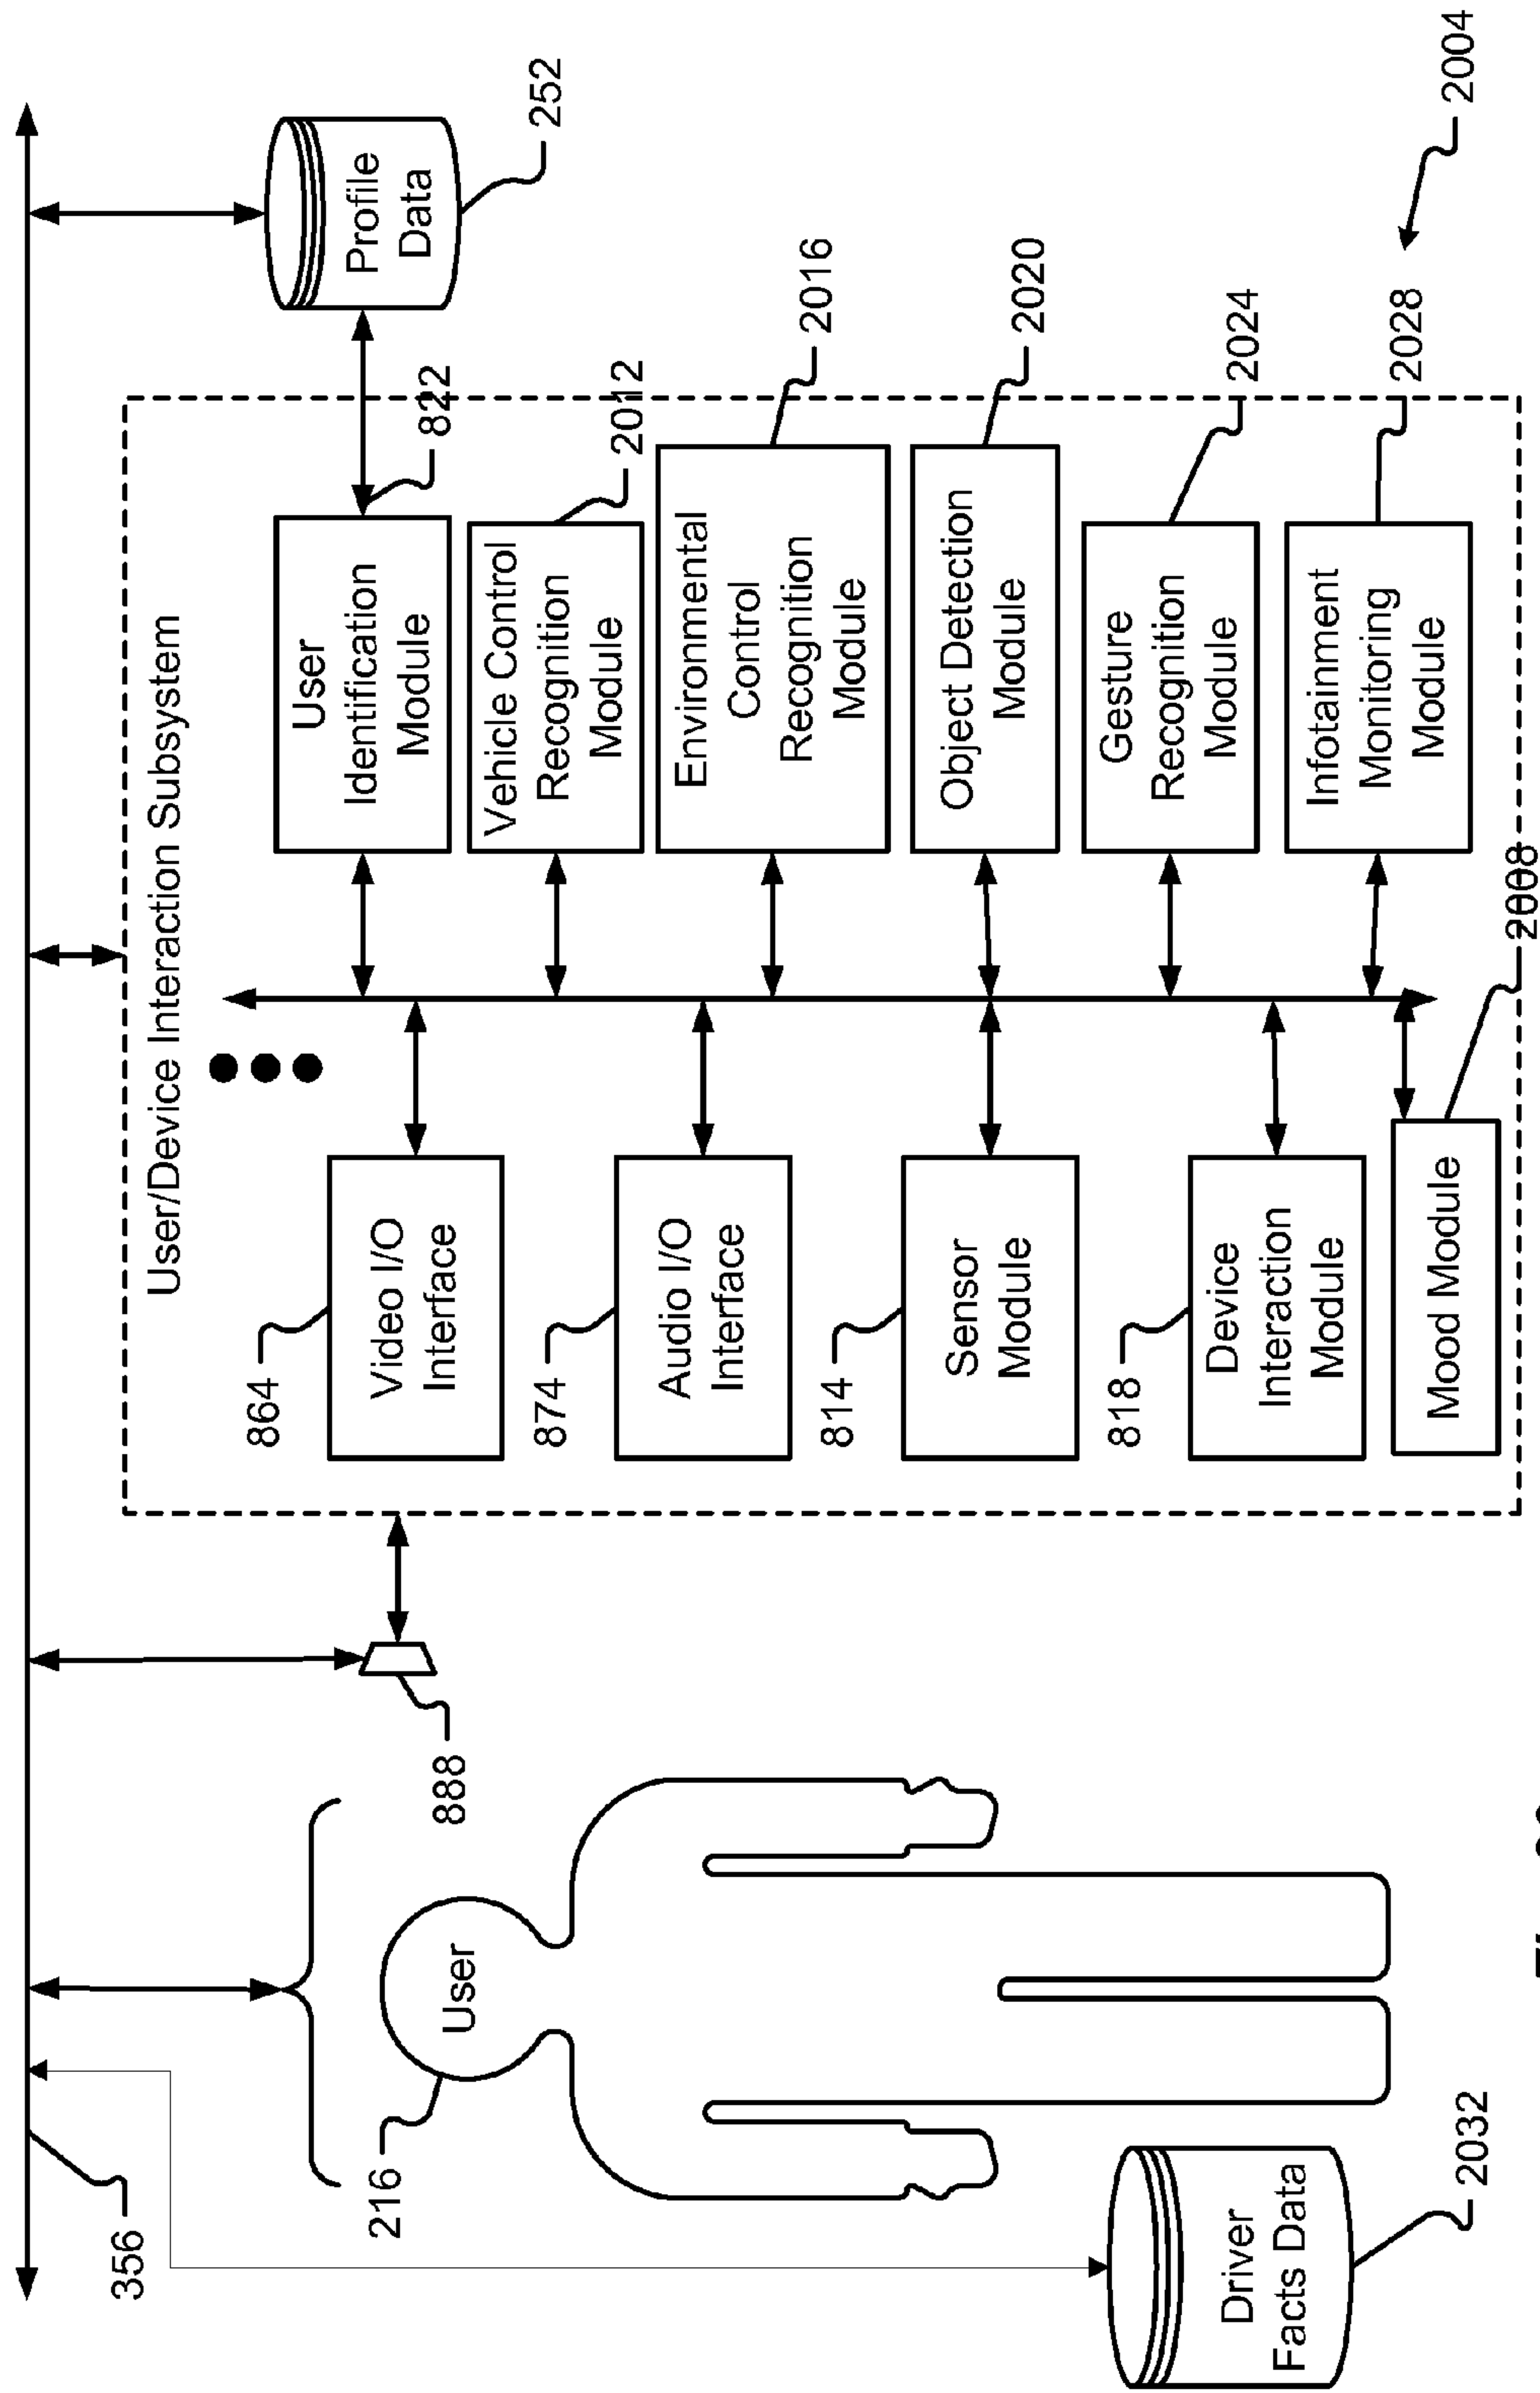 356
216
User
888
Driver
Facts Data
2032
User/Device Interaction Subsystem
864
Video I/O
Interface
874
Audio I/O
Interface
814
Sensor
Module
818
Device
Interaction
Module
Mood Module
2008
User
Identification
Module
822
Vehicle Control
Recognition
Module
2012
Environmental
Control
Recognition
Module
2016
Object Detection
Module
2020
Gesture
Recognition
Module
2024
Infotainment
Monitoring
Module
2028
Profile
Data
252
2004